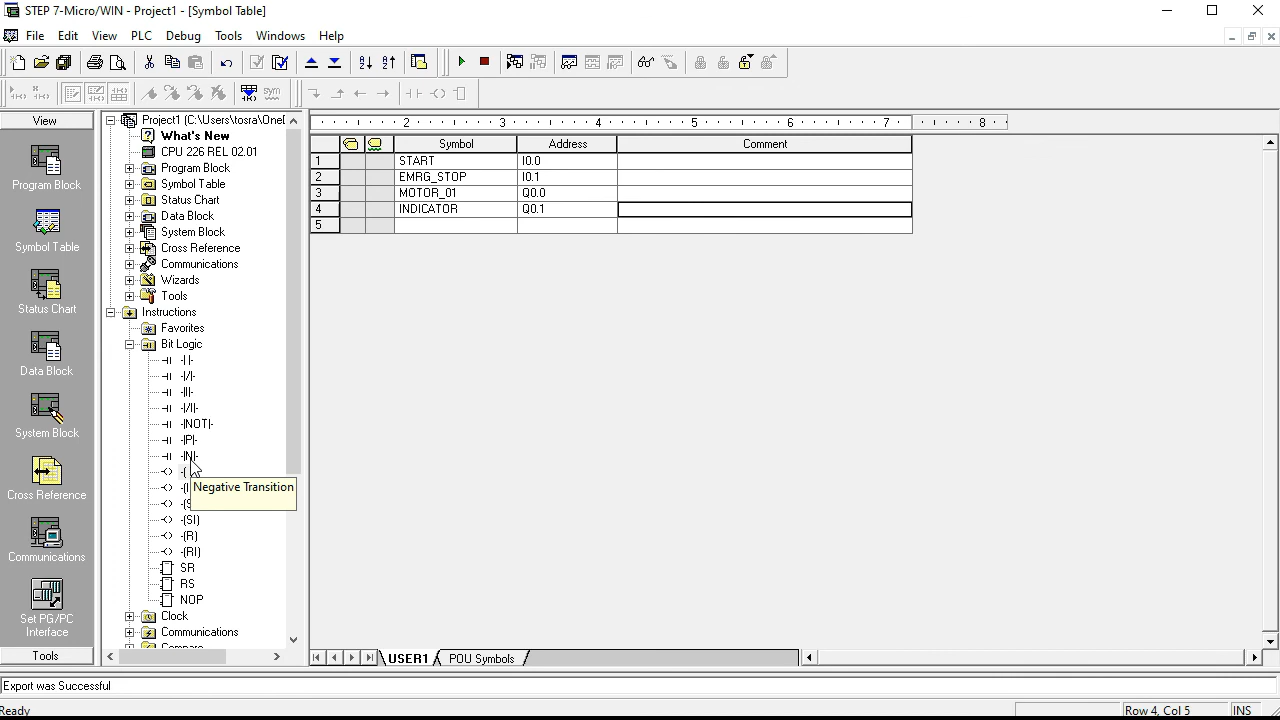 STEP 7-Micro/WIN - Project1 - [Symbol Table]
File Edit View PLC Debug Tools Windows Help
View
Program Block
Symbol Table
Status Chart
Data Block
System Block
Cross Reference
Communications
Set PG/PC
Interface
Tools
Project1 (C:\Users\tosra\One
What's New
CPU 226 REL 02.01
Program Block
Symbol Table
Status Chart
Data Block
System Block
Cross Reference
Communications
Wizards
Tools
Instructions
Favorites
Bit Logic
-| |-
-|/|-
-|I|-
-|/I|-
-|NOT|-
-|P|-
-|N|-
Negative Transition
-(SI)
-(R)
-(RI)
SR
RS
NOP
Clock
Communications
2 3 4 5 6 7 8
Symbol Address Comment
1 START I0.0
2 EMRG_STOP I0.1
3 MOTOR_01 Q0.0
4 INDICATOR Q0.1
5
USER1 POU Symbols
Export was Successful
Ready Row 4, Col 5 INS